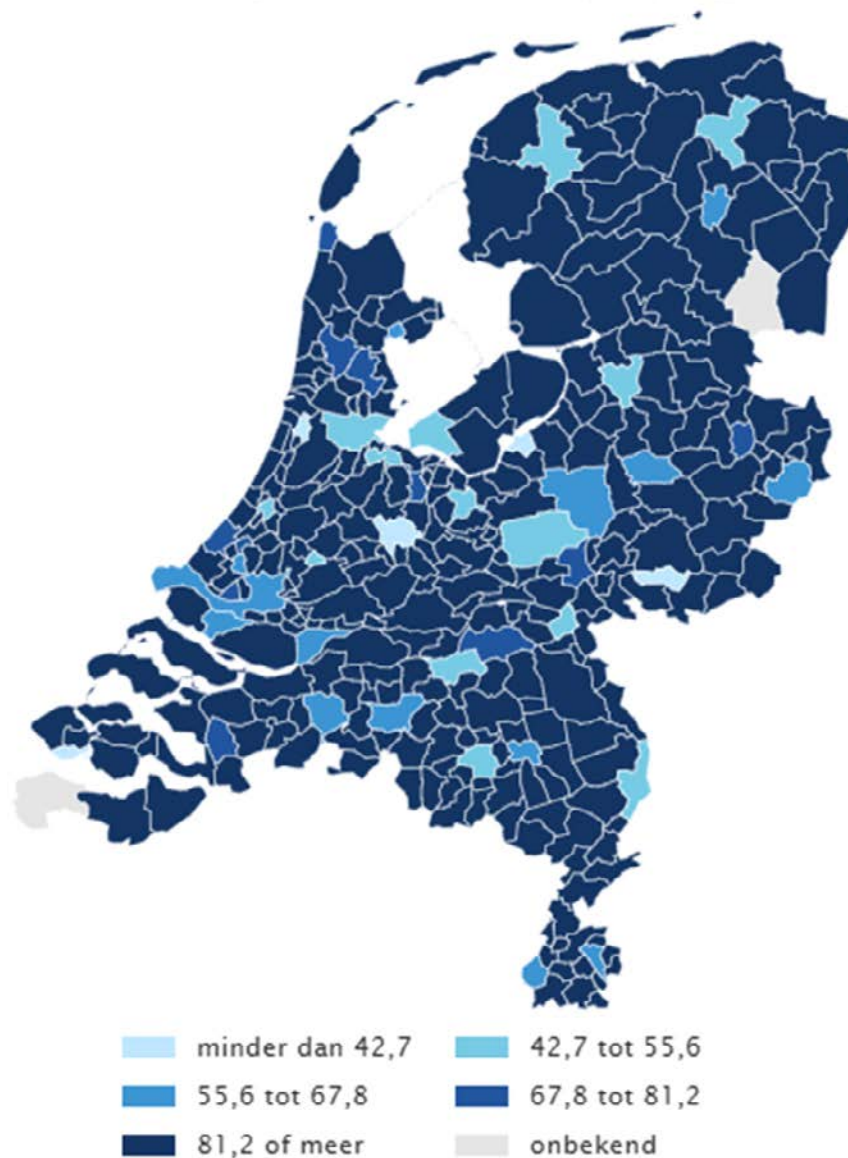 minder dan 42,7
42,7 tot 55,6
55,6 tot 67,8
67,8 tot 81,2
81,2 of meer
onbekend